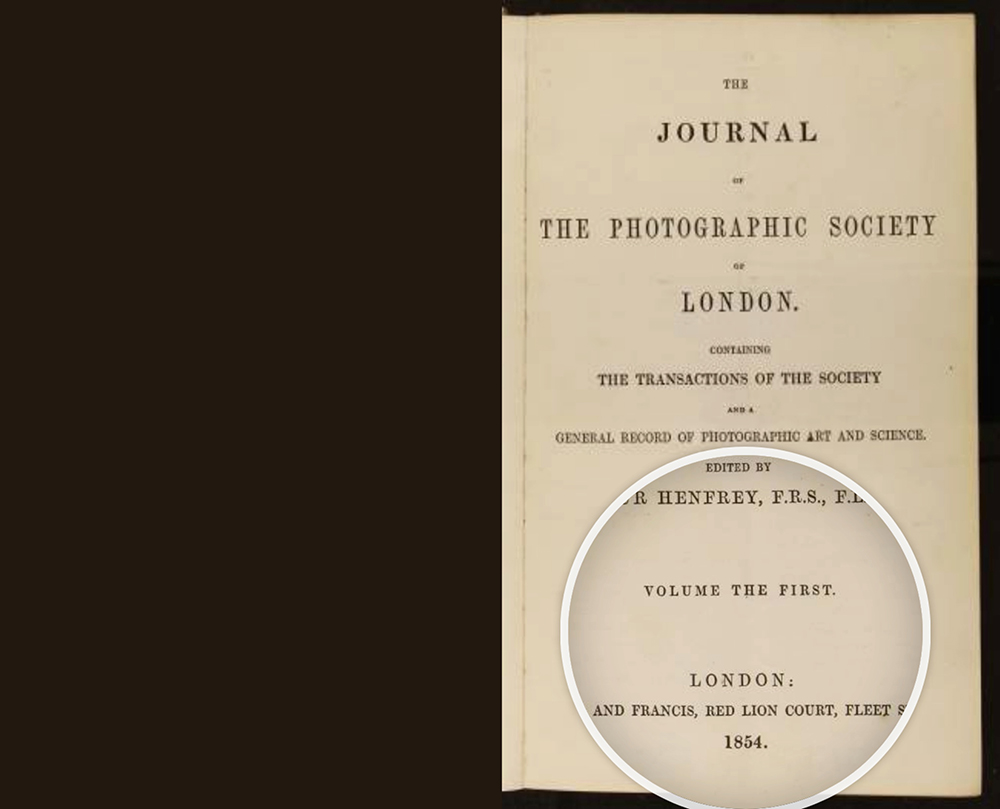 THE
JOURNAL
OF
THE PHOTOGRAPHIC SOCIETY
OF
LONDON.
CONTAINING
THE TRANSACTIONS OF THE SOCIETY
AND A
GENERAL RECORD OF PHOTOGRAPHIC ART AND SCIENCE.
EDITED BY
R HENFREY, F.R.S., F.L
VOLUME THE FIRST.
LONDON:
AND FRANCIS, RED LION COURT, FLEET S
1854.